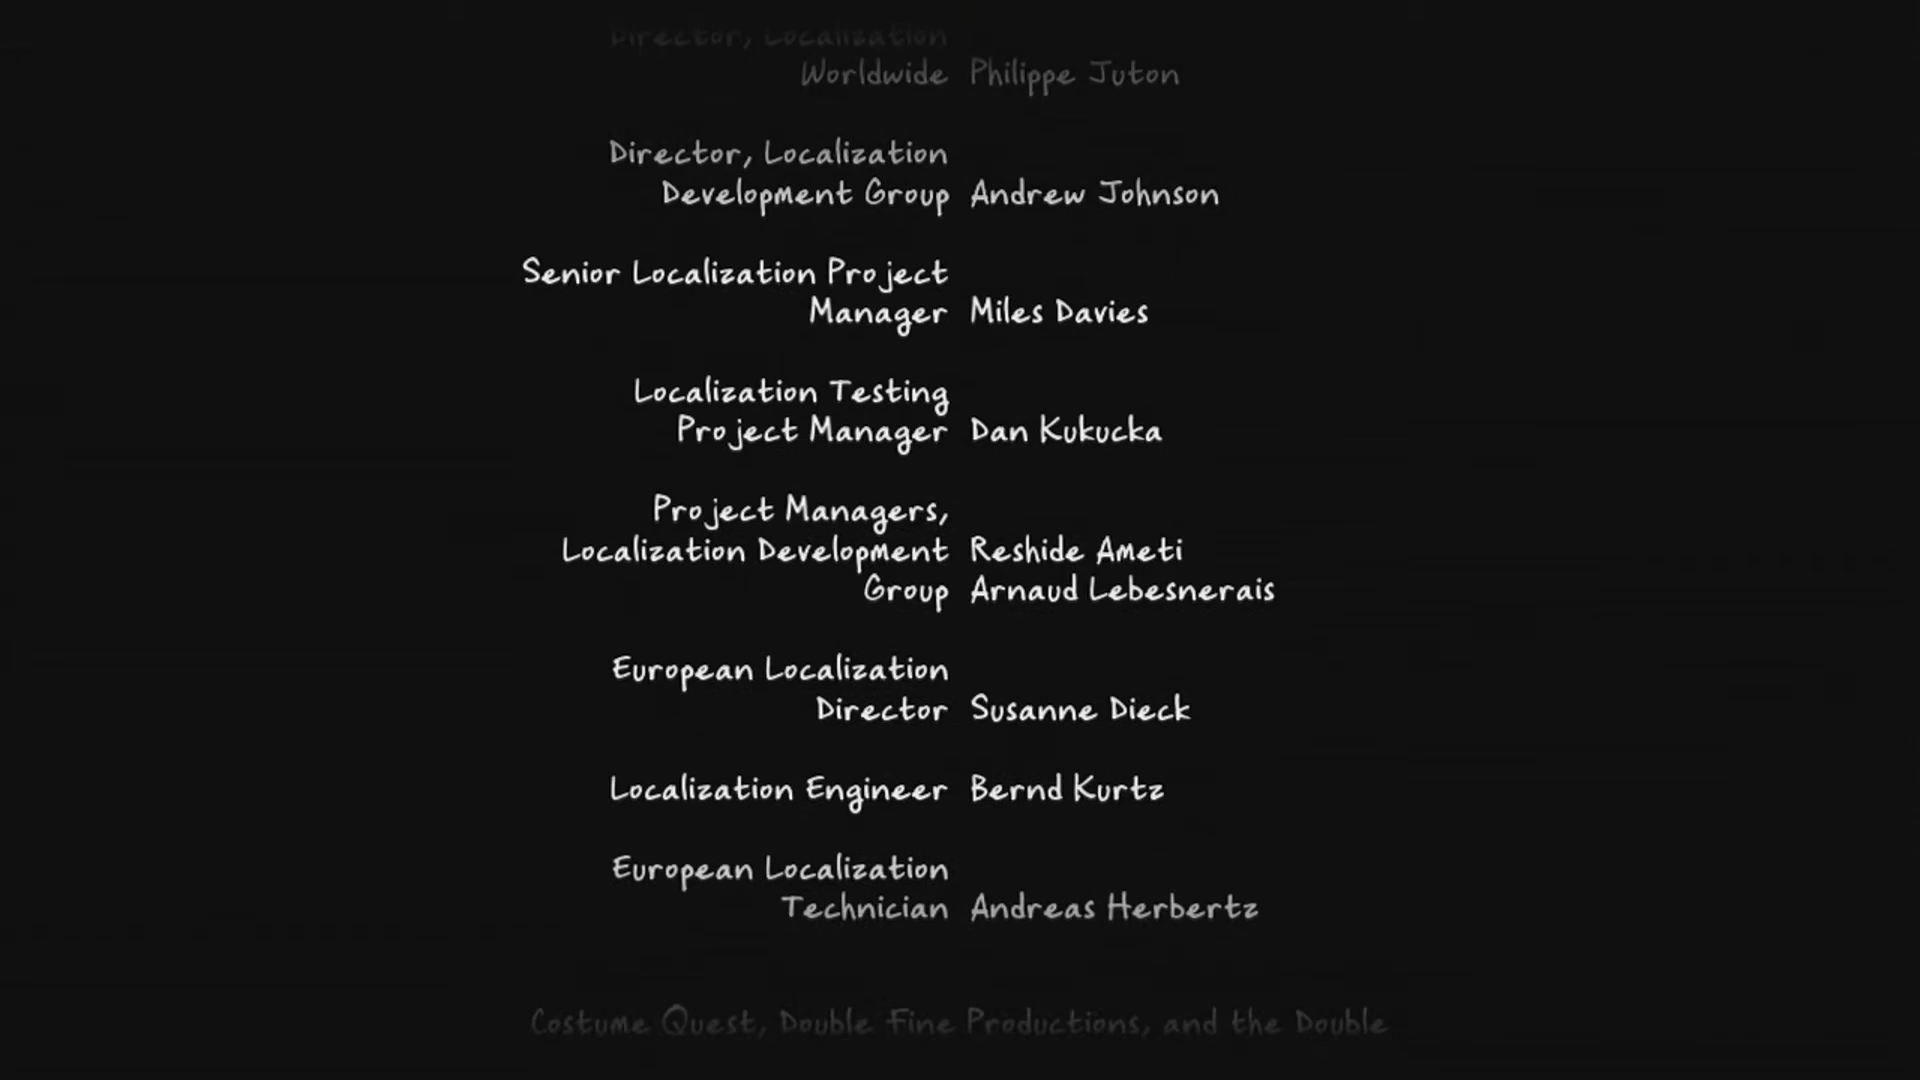 Director, Localization
Worldwide Philippe Juton
Director, Localization
Development Group Andrew Johnson
Senior Localization Project
Manager Miles Davies
Localization Testing
Project Manager Dan Kukucka
Project Managers,
Localization Development Reshide Ameti
Group Arnaud Lebesnerais
European Localization
Director Susanne Dieck
Localization Engineer Bernd Kurtz
European Localization
Technician Andreas Herbertz
Costume Quest, Double Fine Productions, and the Double